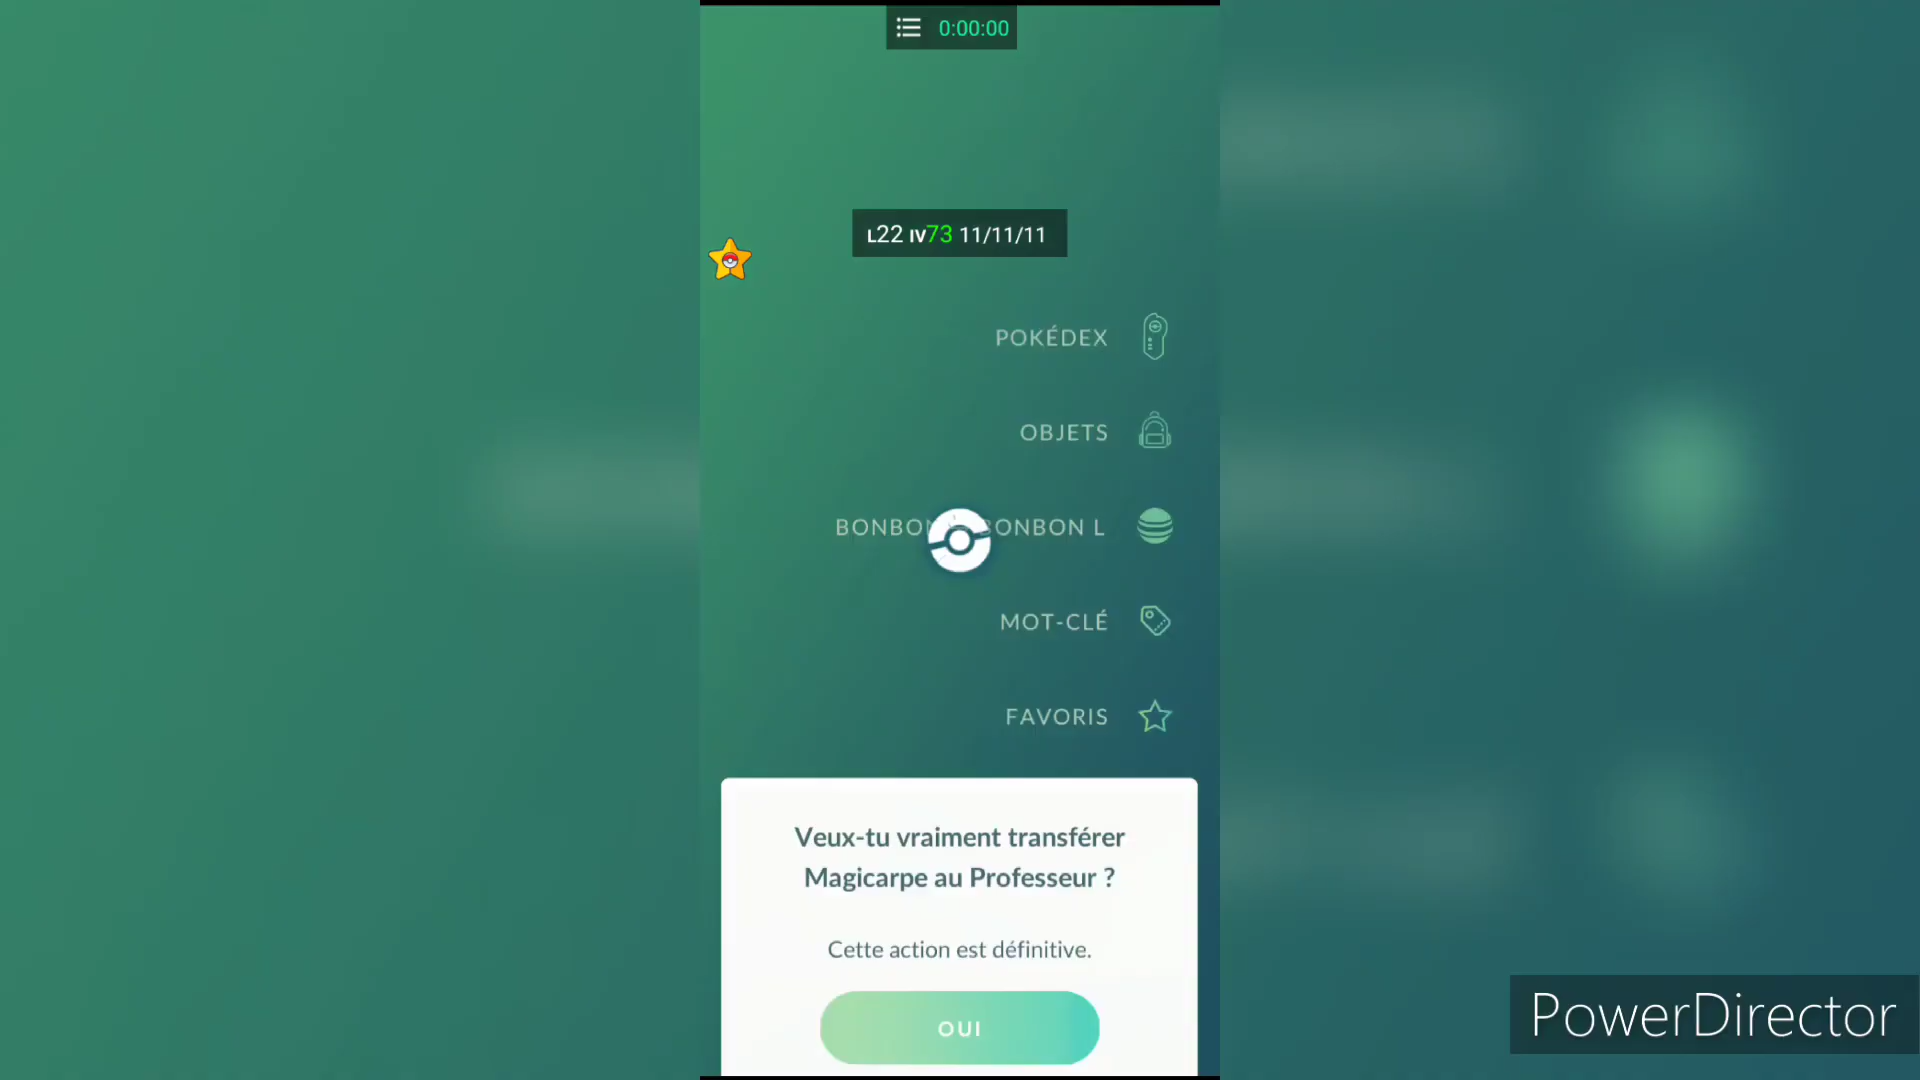 0:00:00
L22 IV73 11/11/11
POKÉDEX
OBJETS
BONBON L
MOT-CLÉ
FAVORIS
Veux-tu vraiment transférer
Magicarpe au Professeur ?
Cette action est définitive.
OUI
PowerDirector